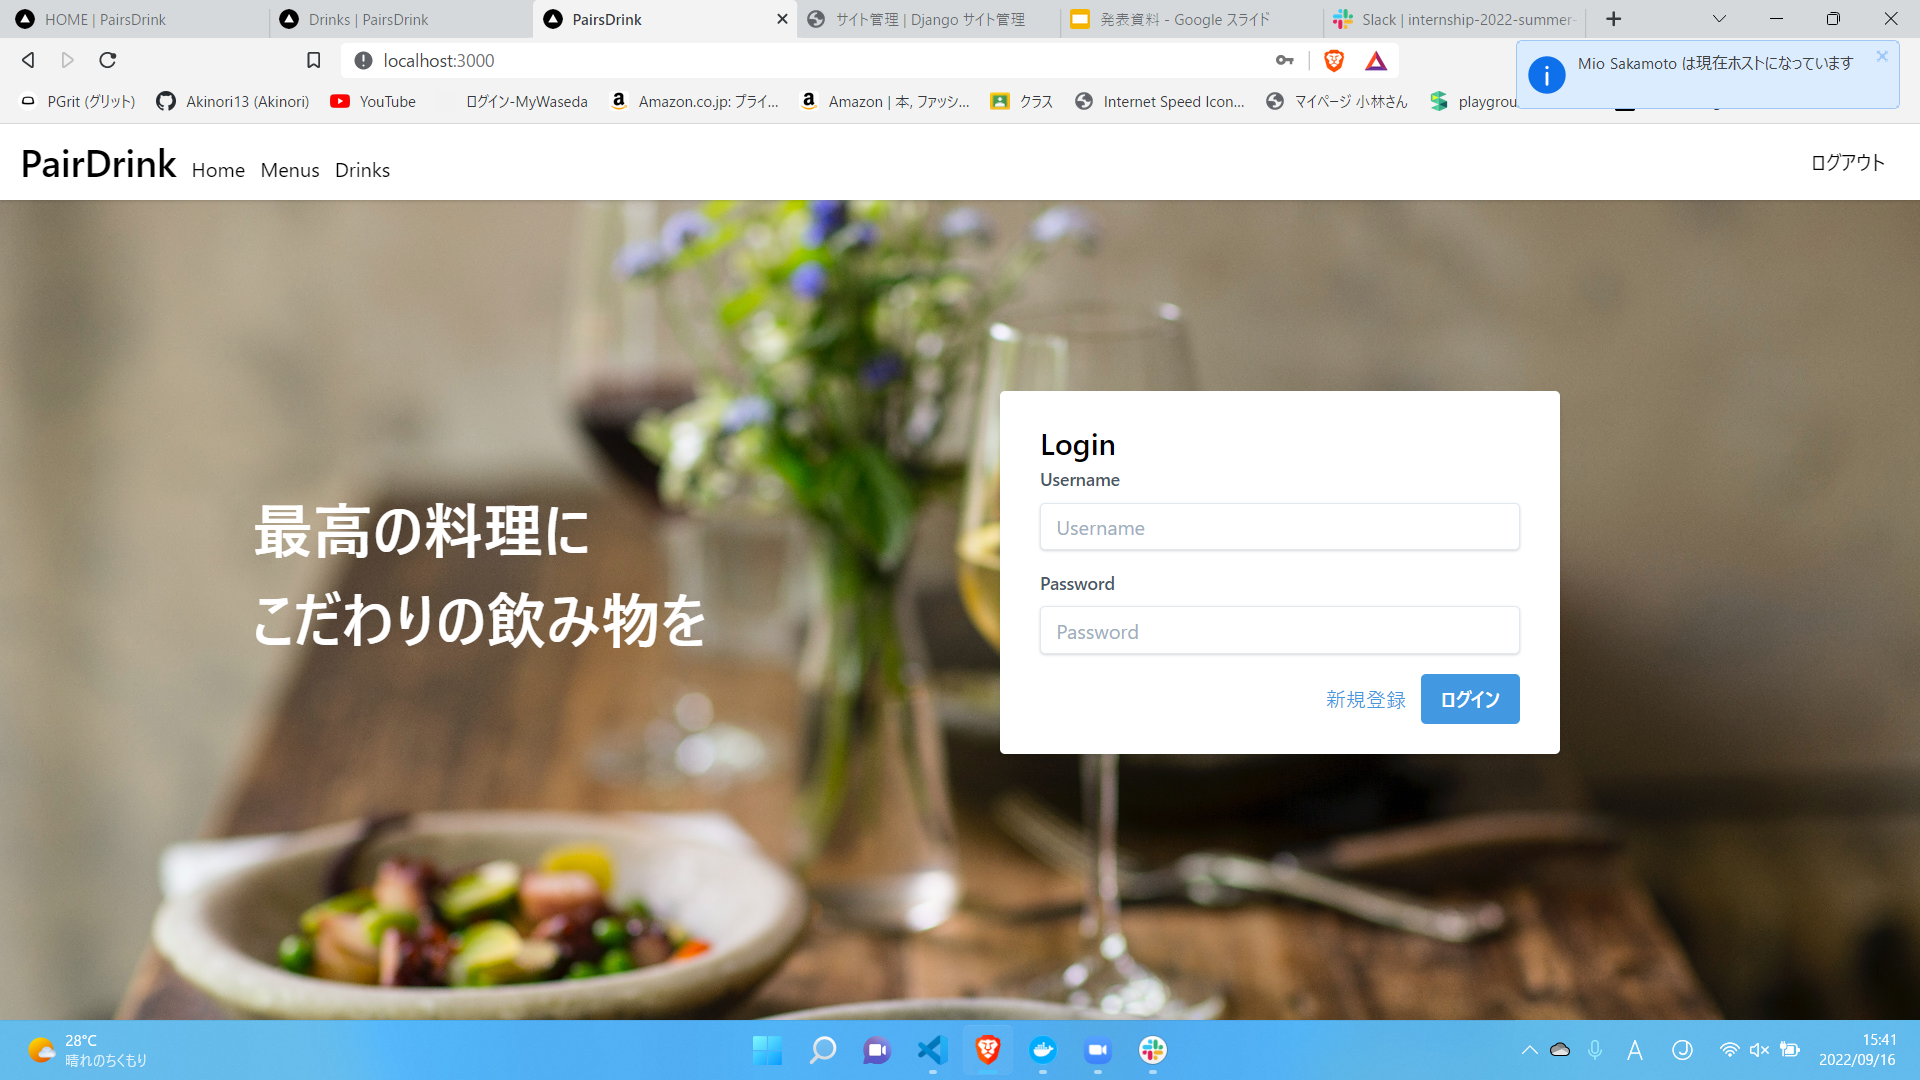 HOME | PairsDrink
Drinks | PairsDrink
PairsDrink
サイト管理 | Django サイト管理
発表資料 - Google スライド
Slack | internship-2022-summer-
localhost:3000
Mio Sakamoto は現在ホストになっています
PGrit (グリット)
Akinori13 (Akinori)
YouTube
ログイン-MyWaseda
Amazon.co.jp: プライ...
Amazon | 本, ファッシ...
クラス
Internet Speed Icon...
マイページ 小林さん
playgrou
PairDrink
Home
Menus
Drinks
ログアウト
最高の料理に
こだわりの飲み物を
Login
Username
Username
Password
Password
新規登録
ログイン
28°C
晴れのちくもり
A
15:41
2022/09/16